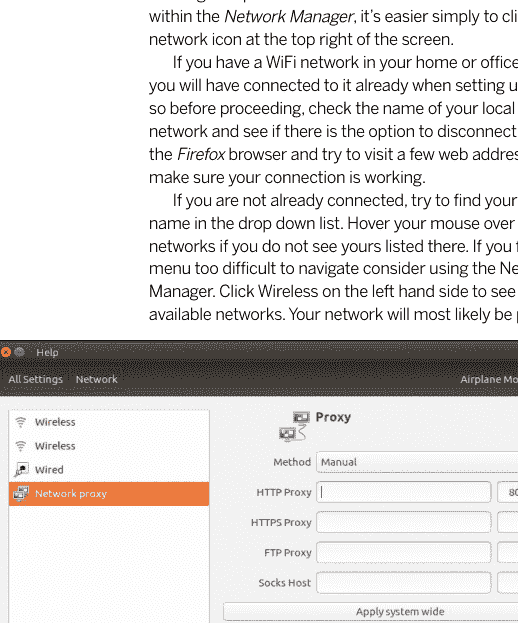 within the Network Manager, it's easier simply to cli
network icon at the top right of the screen.
If you have a WiFi network in your home or office
you will have connected to it already when setting u
so before proceeding, check the name of your local
network and see if there is the option to disconnect
the Firefox browser and try to visit a few web addres
make sure your connection is working.
If you are not already connected, try to find your
name in the drop down list. Hover your mouse over
networks if you do not see yours listed there. If you f
menu too difficult to navigate consider using the Ne
Manager. Click Wireless on the left hand side to see
available networks. Your network will most likely be p
Help
All Settings Network Airplane Mo
Wireless
Wireless
Wired
Network proxy
Proxy
Method Manual
HTTP Proxy 80
HTTPS Proxy
FTP Proxy
Socks Host
Apply system wide